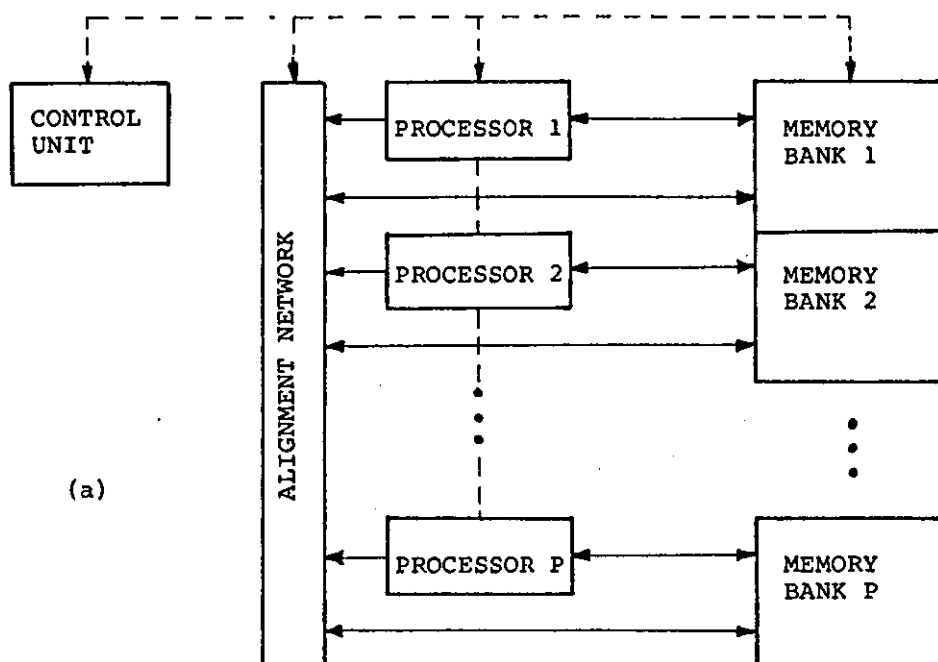 CONTROL
UNIT
PROCESSOR 1
MEMORY
BANK 1
ALIGNMENT NETWORK
PROCESSOR 2
MEMORY
BANK 2
(a)
PROCESSOR P
MEMORY
BANK P